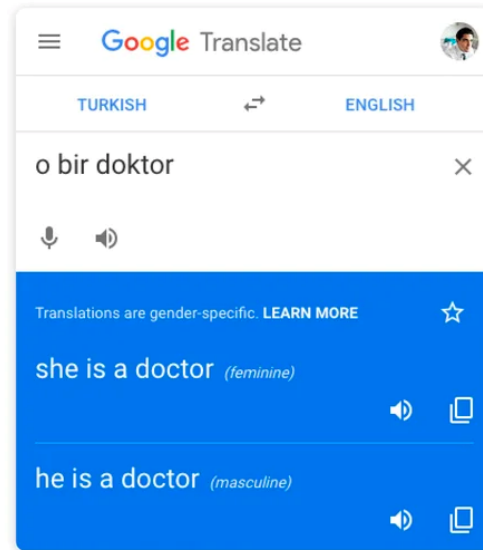 Google Translate
TURKISH ENGLISH
o bir doktor
Translations are gender-specific. LEARN MORE
she is a doctor (feminine)
he is a doctor (masculine)